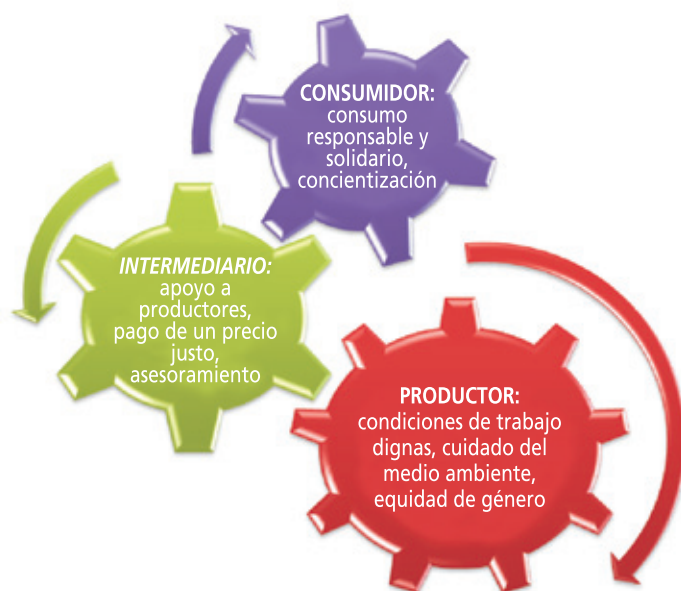 CONSUMIDOR:
consumo
responsable y
solidario,
concientización
INTERMEDIARIO:
apoyo a
productores,
pago de un precio
justo,
asesoramiento
PRODUCTOR:
condiciones de trabajo
dignas, cuidado del
medio ambiente,
equidad de género